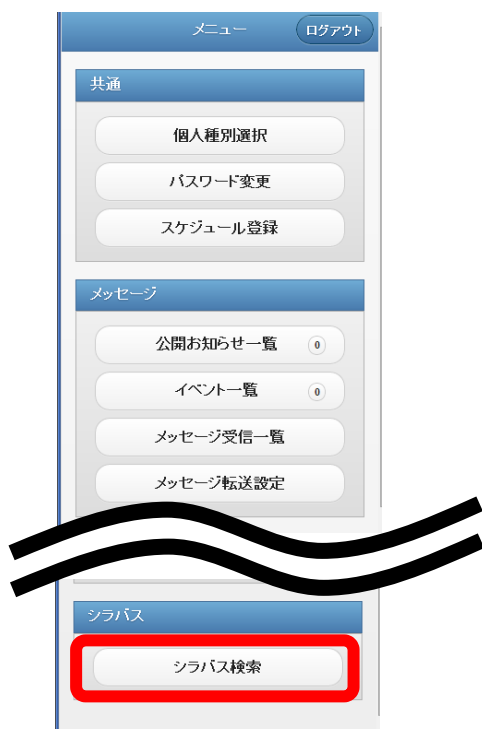 メニュー
ログアウト
共通
個人種別選択
パスワード変更
スケジュール登録
メッセージ
公開お知らせ一覧 0
イベント一覧 0
メッセージ受信一覧
メッセージ転送設定
シラバス
シラバス検索